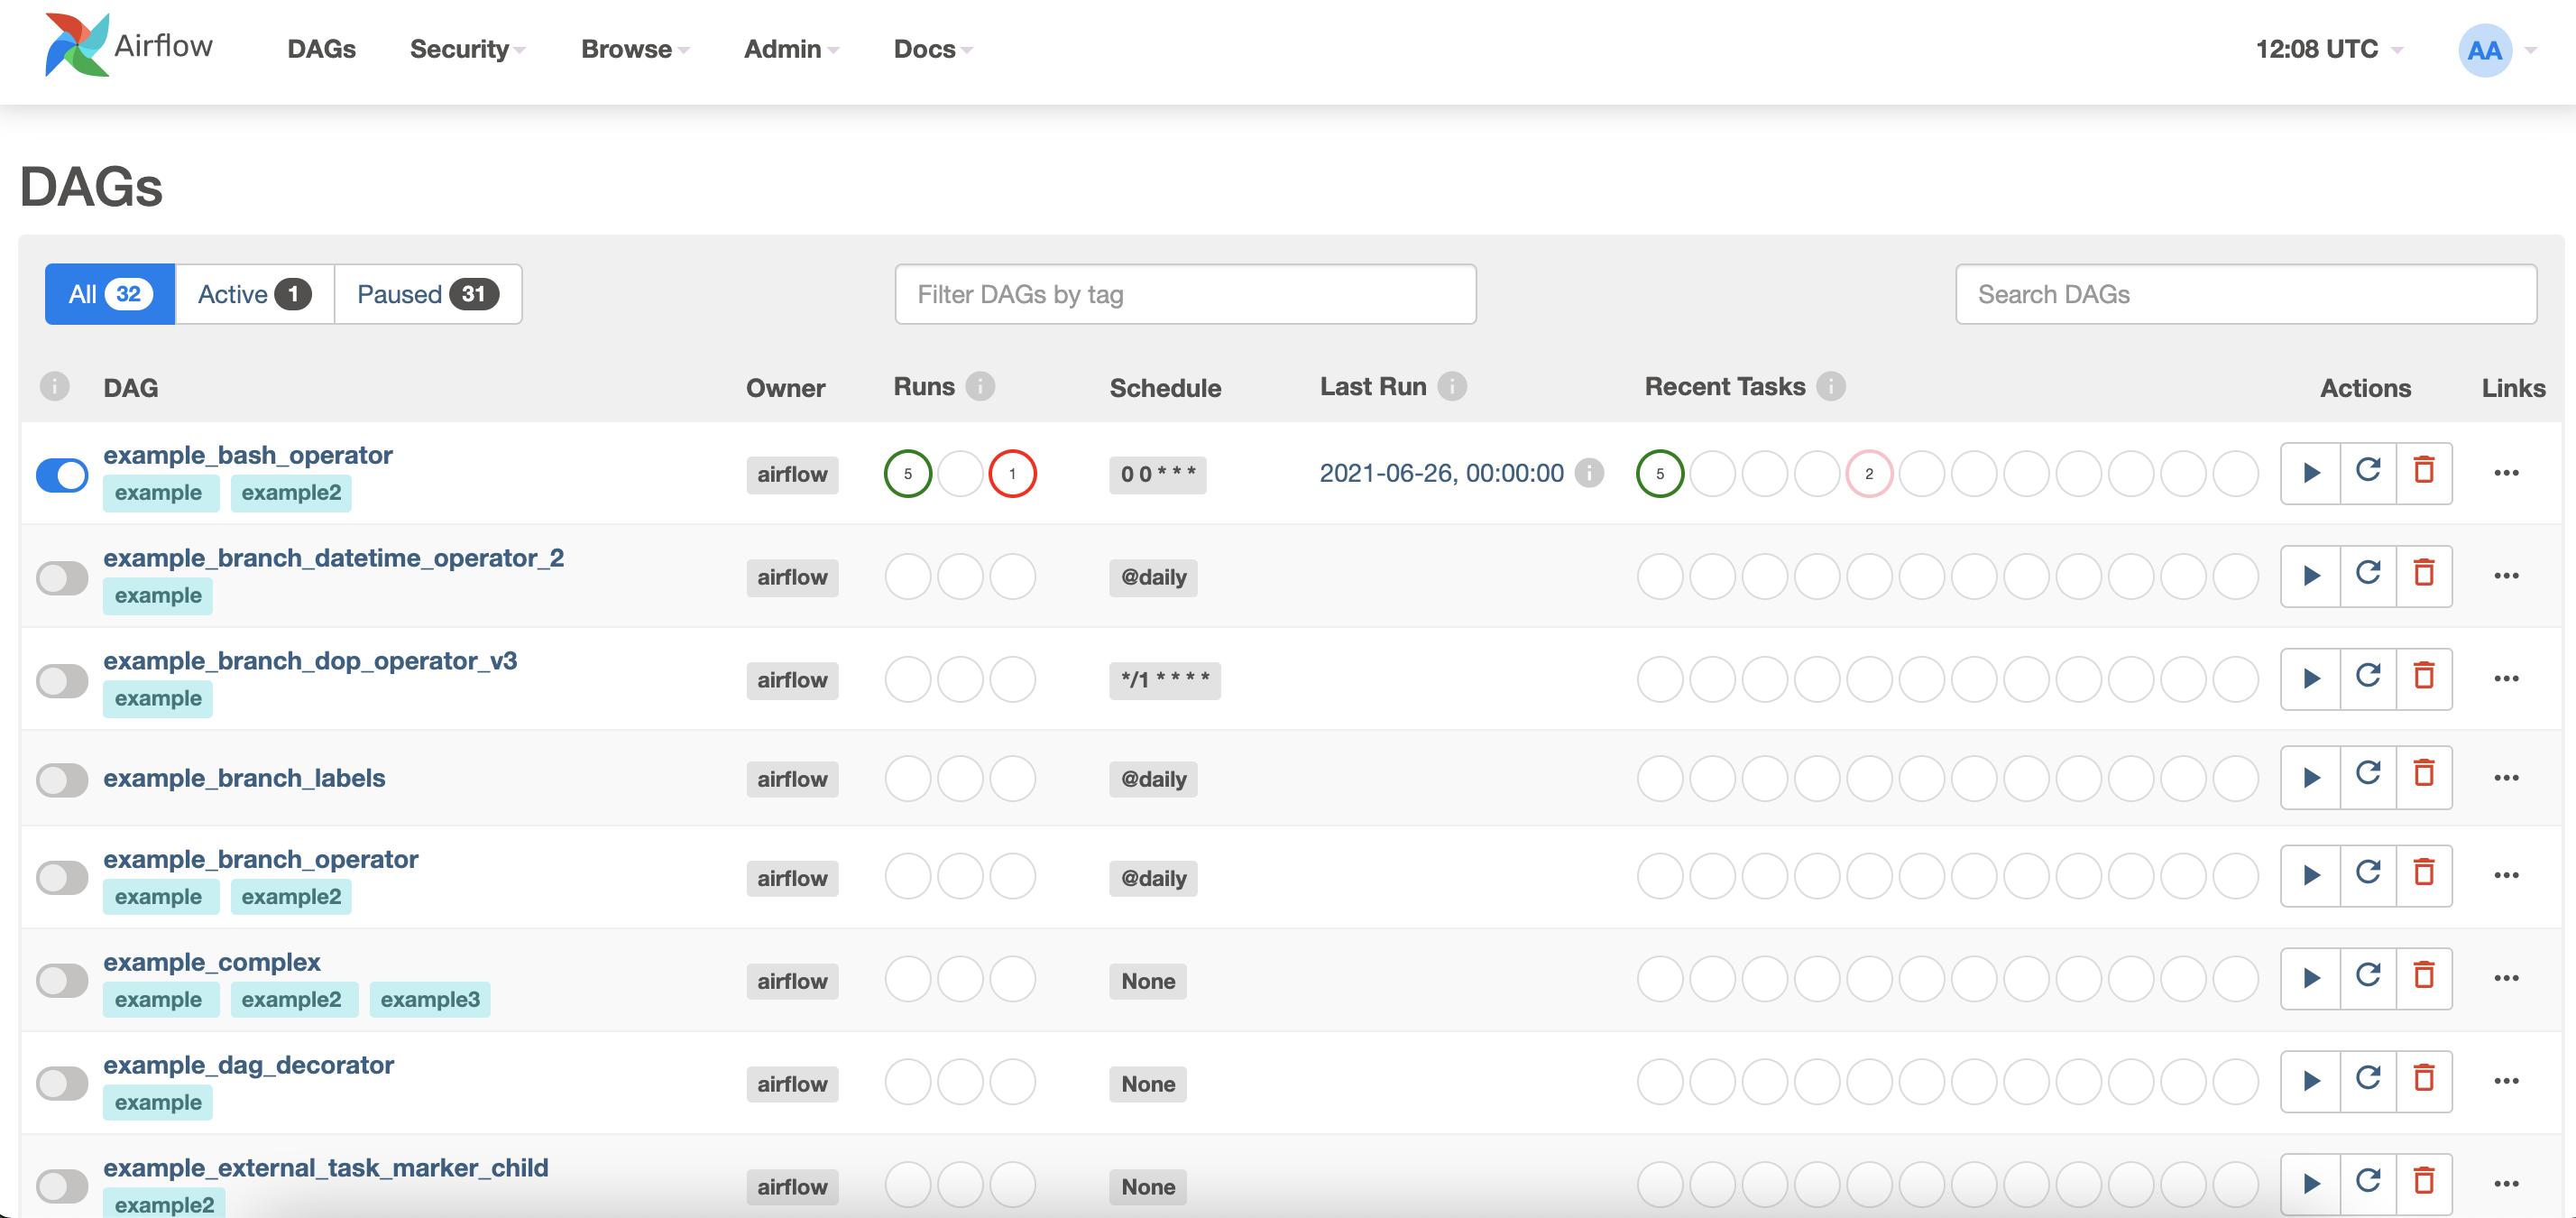 Airflow DAGs Security Browse Admin Docs 12:08 UTC AA
DAGs
All 32 Active 1 Paused 31 Filter DAGs by tag Search DAGs
i DAG Owner Runs i Schedule Last Run i Recent Tasks i Actions Links
example_bash_operator
example example2 airflow 5 1 0 0 * * * 2021-06-26, 00:00:00 i 5 2
example_branch_datetime_operator_2
example airflow @daily
example_branch_dop_operator_v3
example airflow */1 * * * *
example_branch_labels airflow @daily
example_branch_operator
example example2 airflow @daily
example_complex
example example2 example3 airflow None
example_dag_decorator
example airflow None
example_external_task_marker_child
example2 airflow None